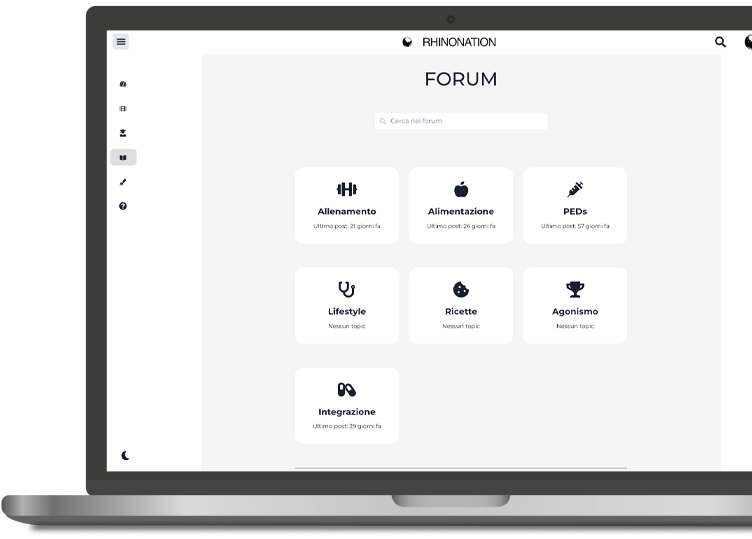 RHINONATION
FORUM
Cerca nel forum
Allenamento
Ultimo post: 21 giorni fa
Alimentazione
Ultimo post: 26 giorni fa
PEDs
Ultimo post: 57 giorni fa
Lifestyle
Nessun topic
Ricette
Nessun topic
Agonismo
Nessun topic
Integrazione
Ultimo post: 39 giorni fa